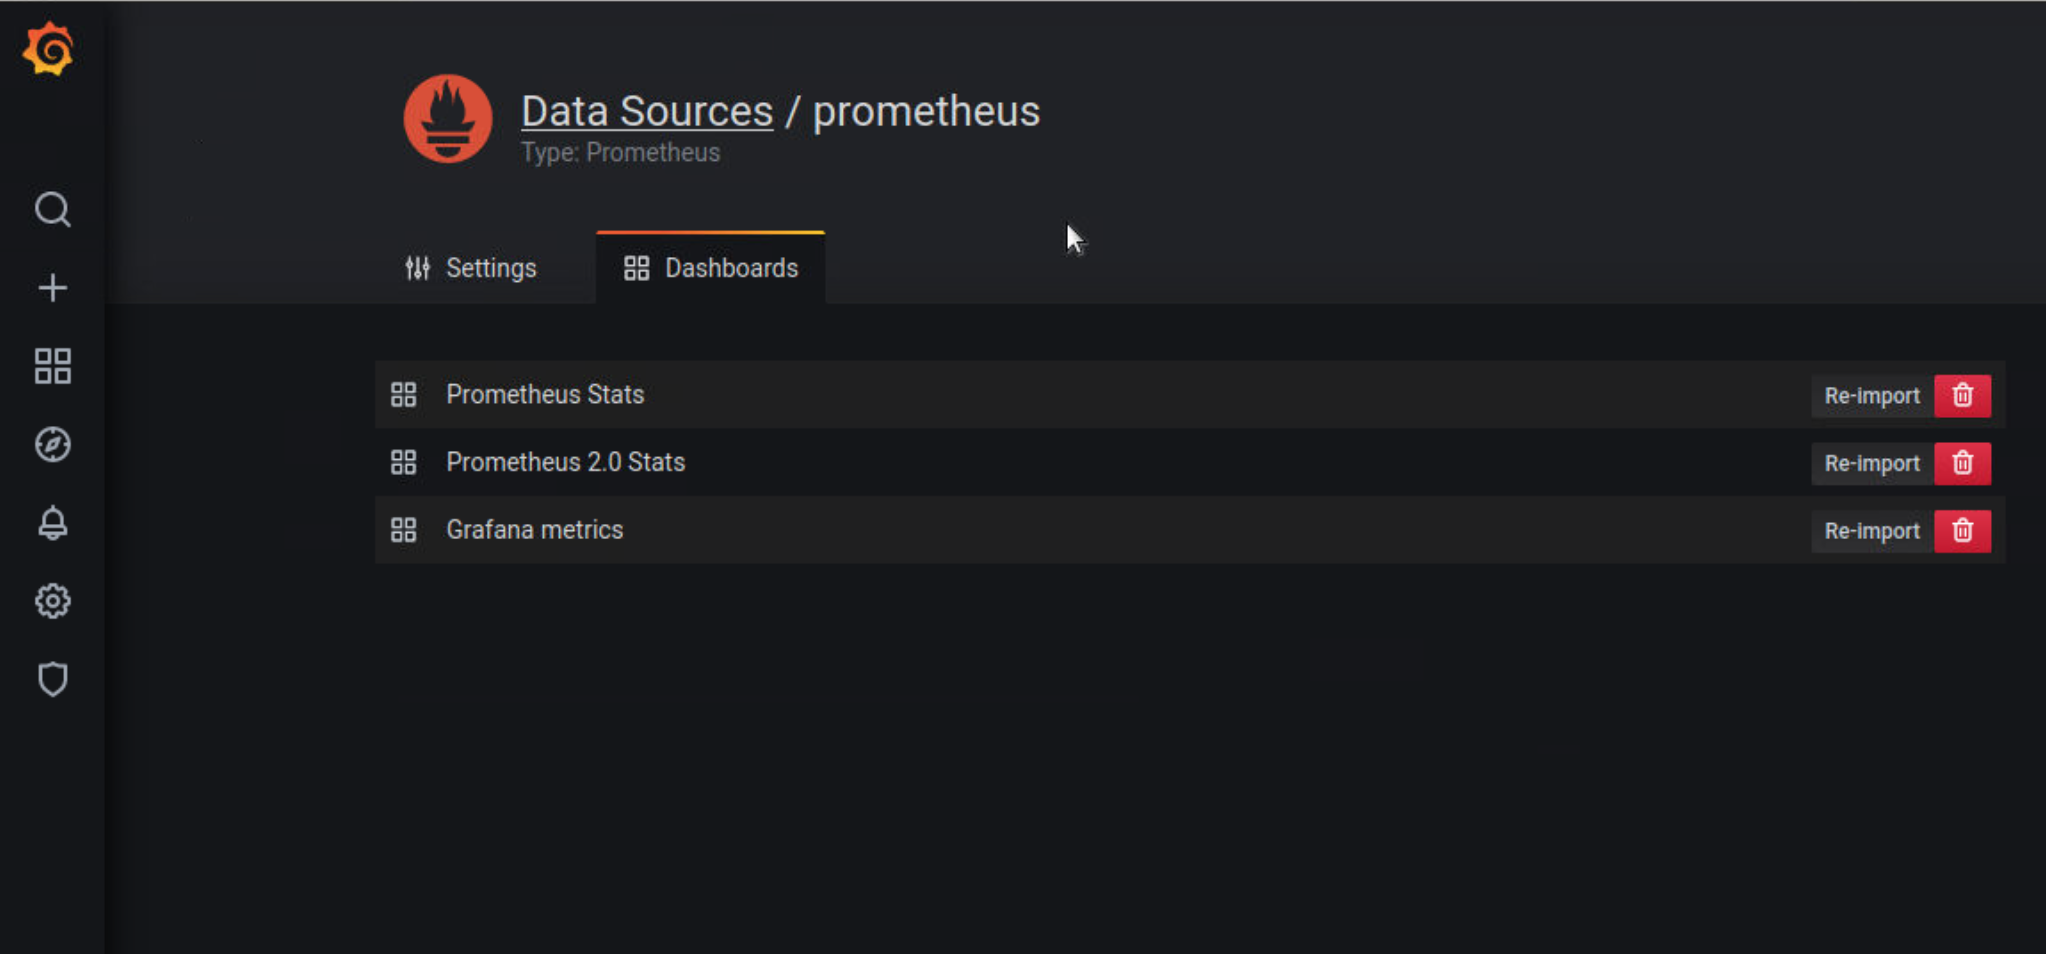 Data Sources / prometheus
Type: Prometheus
Settings Dashboards
Prometheus Stats Re-import
Prometheus 2.0 Stats Re-import
Grafana metrics Re-import